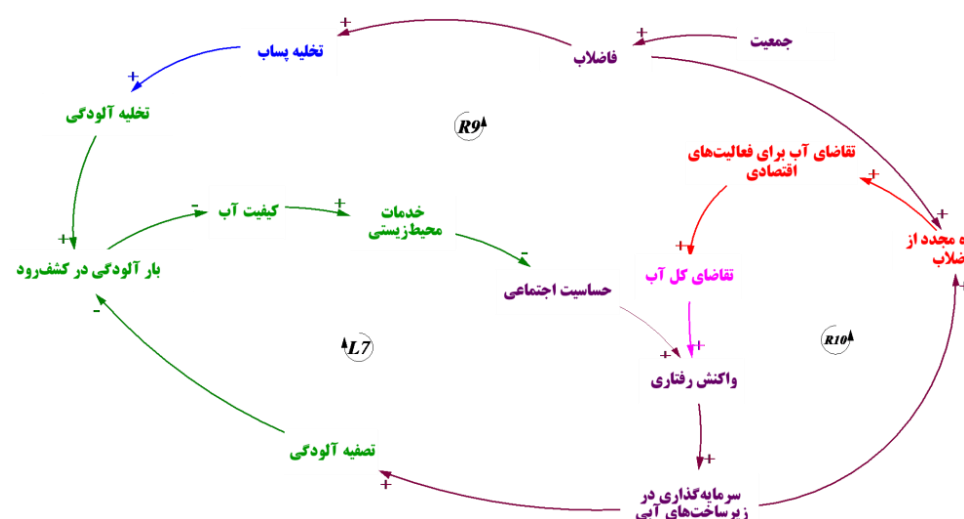 جمعیت
فاضلاب
تخلیه پساب
تخلیه آلودگی
R9
تقاضای آب برای فعالیت‌های
اقتصادی
کیفیت آب
خدمات
محیط‌زیستی
مجدد از
بار آلودگی در کشف‌رود
حساسیت اجتماعی
تقاضای کل آب
L7
R10
واکنش رفتاری
تصفیه آلودگی
سرمایه‌گذاری در
زیرساخت‌های آبی